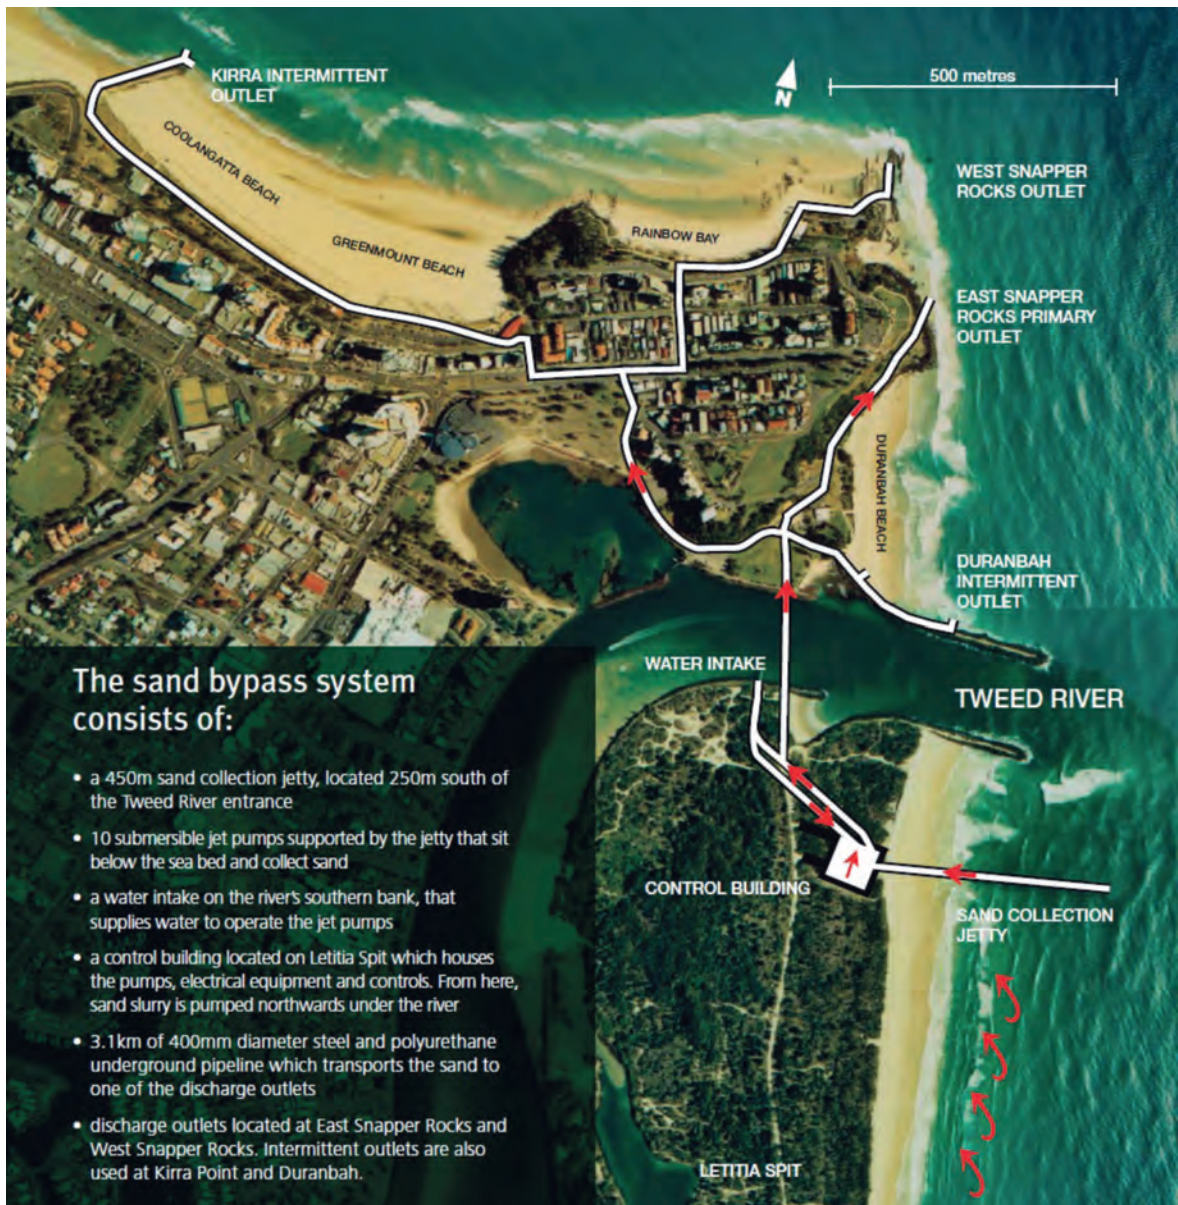 KIRRA INTERMITTENT
OUTLET
N
500 metres
COOLANGATTA BEACH
WEST SNAPPER
ROCKS OUTLET
RAINBOW BAY
GREENMOUNT BEACH
EAST SNAPPER
ROCKS PRIMARY
OUTLET
DURANBAH BEACH
DURANBAH
INTERMITTENT
OUTLET
WATER INTAKE
TWEED RIVER
CONTROL BUILDING
SAND COLLECTION
JETTY
LETITIA SPIT
The sand bypass system
consists of:
• a 450m sand collection jetty, located 250m south of
the Tweed River entrance
• 10 submersible jet pumps supported by the jetty that sit
below the sea bed and collect sand
• a water intake on the river's southern bank, that
supplies water to operate the jet pumps
• a control building located on Letitia Spit which houses
the pumps, electrical equipment and controls. From here,
sand slurry is pumped northwards under the river
• 3.1km of 400mm diameter steel and polyurethane
underground pipeline which transports the sand to
one of the discharge outlets
• discharge outlets located at East Snapper Rocks and
West Snapper Rocks. Intermittent outlets are also
used at Kirra Point and Duranbah.